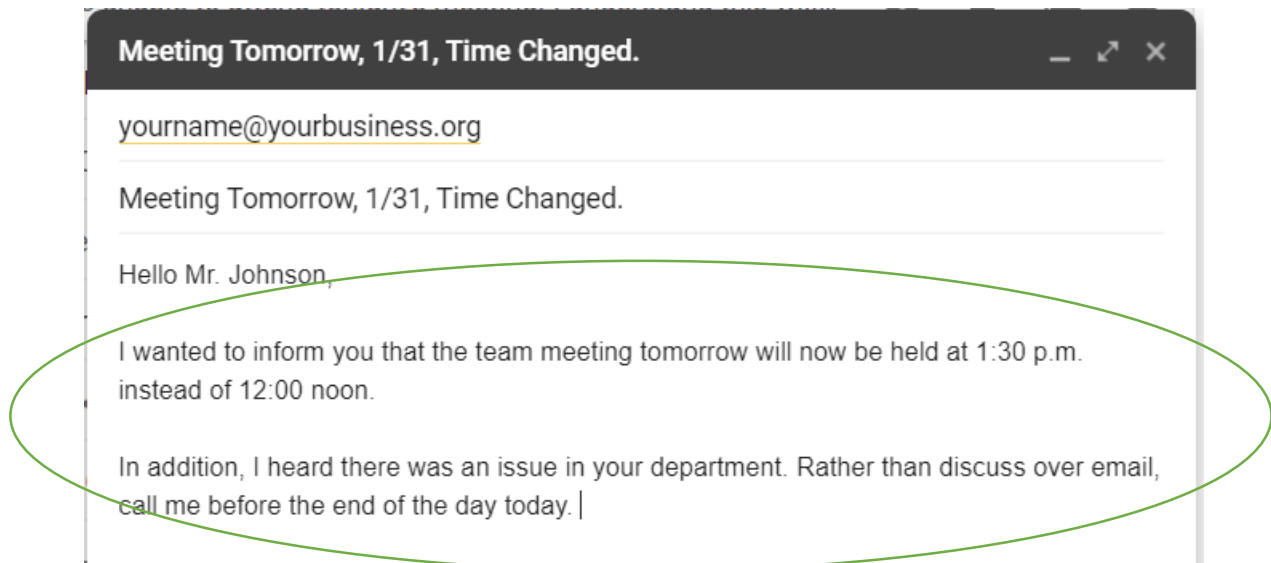 Meeting Tomorrow, 1/31, Time Changed.
yourname@yourbusiness.org
Meeting Tomorrow, 1/31, Time Changed.
Hello Mr. Johnson,
I wanted to inform you that the team meeting tomorrow will now be held at 1:30 p.m.
instead of 12:00 noon.
In addition, I heard there was an issue in your department. Rather than discuss over email,
call me before the end of the day today.